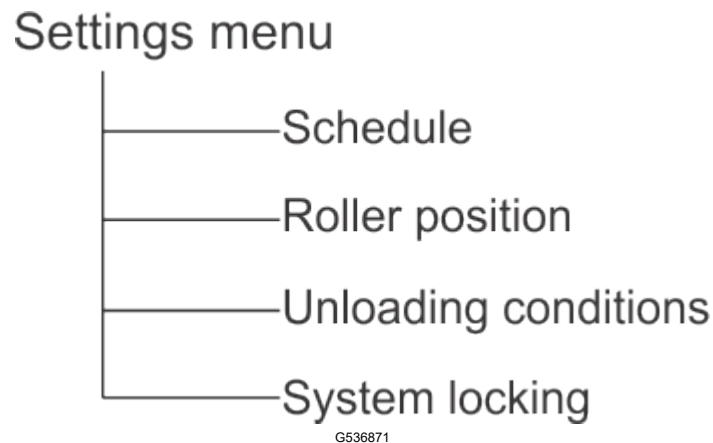 Settings menu
Schedule
Roller position
Unloading conditions
System locking
G536871